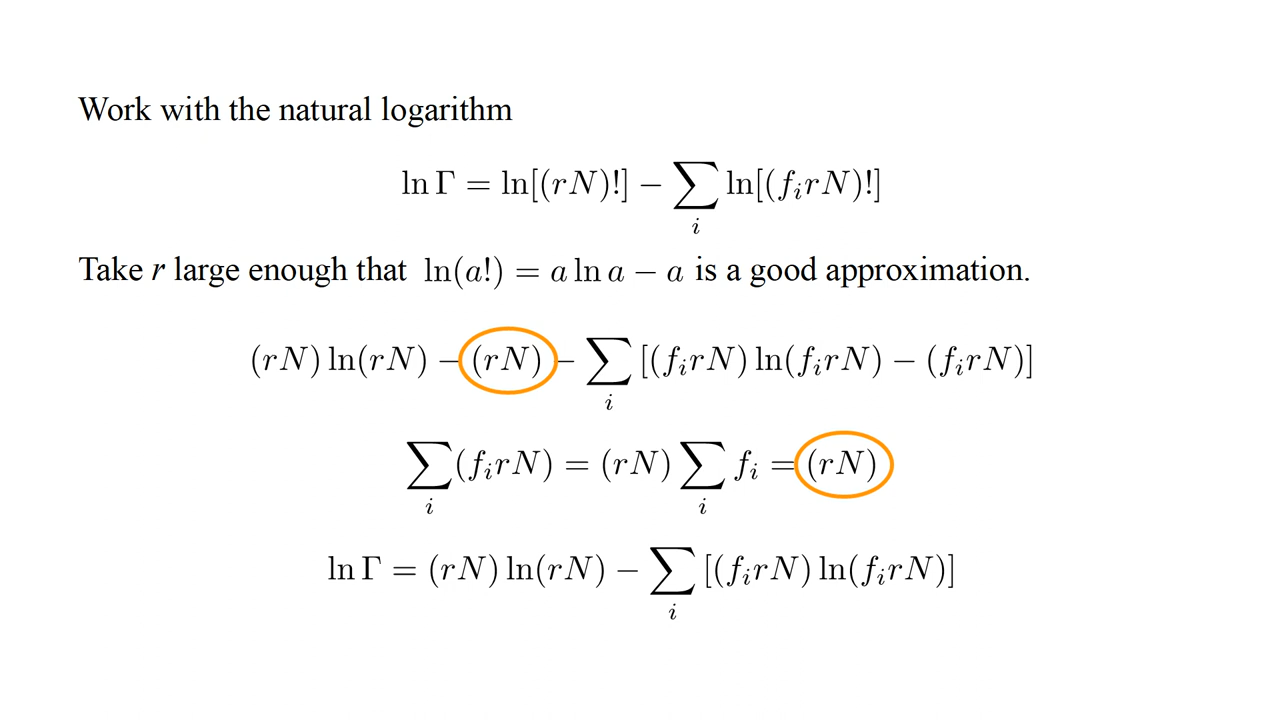 Work with the natural logarithm
ln Γ = ln[(rN)!] − ∑_i ln[(f_i rN)!]
Take r large enough that ln(a!) = a ln a − a is a good approximation.
(rN) ln(rN) − (rN) − ∑_i [(f_i rN) ln(f_i rN) − (f_i rN)]
∑_i (f_i rN) = (rN) ∑_i f_i = (rN)
ln Γ = (rN) ln(rN) − ∑_i [(f_i rN) ln(f_i rN)]